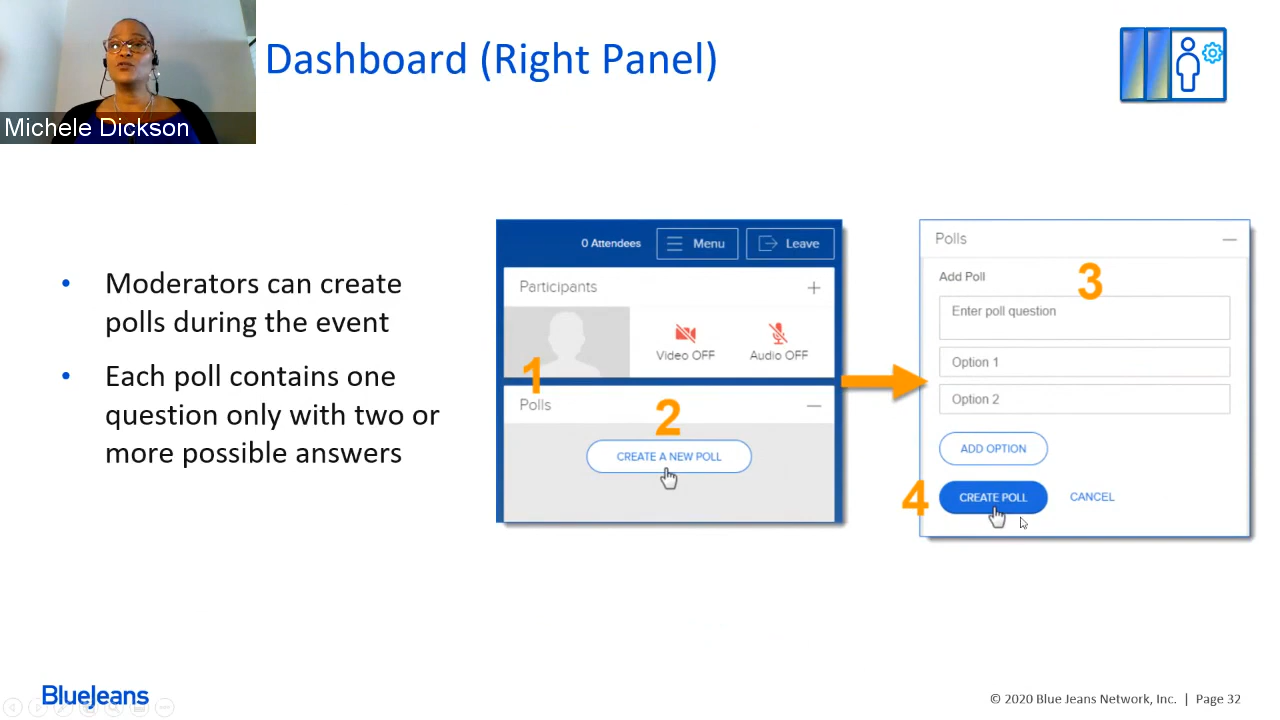 Dashboard (Right Panel)
Michele Dickson
• Moderators can create
polls during the event
• Each poll contains one
question only with two or
more possible answers
0 Attendees
Menu
Leave
Participants
Video OFF
Audio OFF
1
Polls
2
CREATE A NEW POLL
Polls
Add Poll
3
Enter poll question
Option 1
Option 2
ADD OPTION
4
CREATE POLL
CANCEL
BlueJeans
© 2020 Blue Jeans Network, Inc. | Page 32